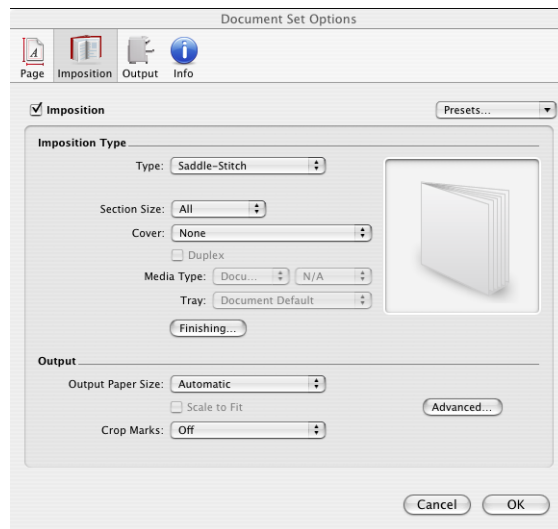 Document Set Options
Page Imposition Output Info
Imposition Presets...
Imposition Type
Type: Saddle-Stitch
Section Size: All
Cover: None
Duplex
Media Type: Docu... N/A
Tray: Document Default
Finishing...
Output
Output Paper Size: Automatic
Scale to Fit Advanced...
Crop Marks: Off
Cancel OK